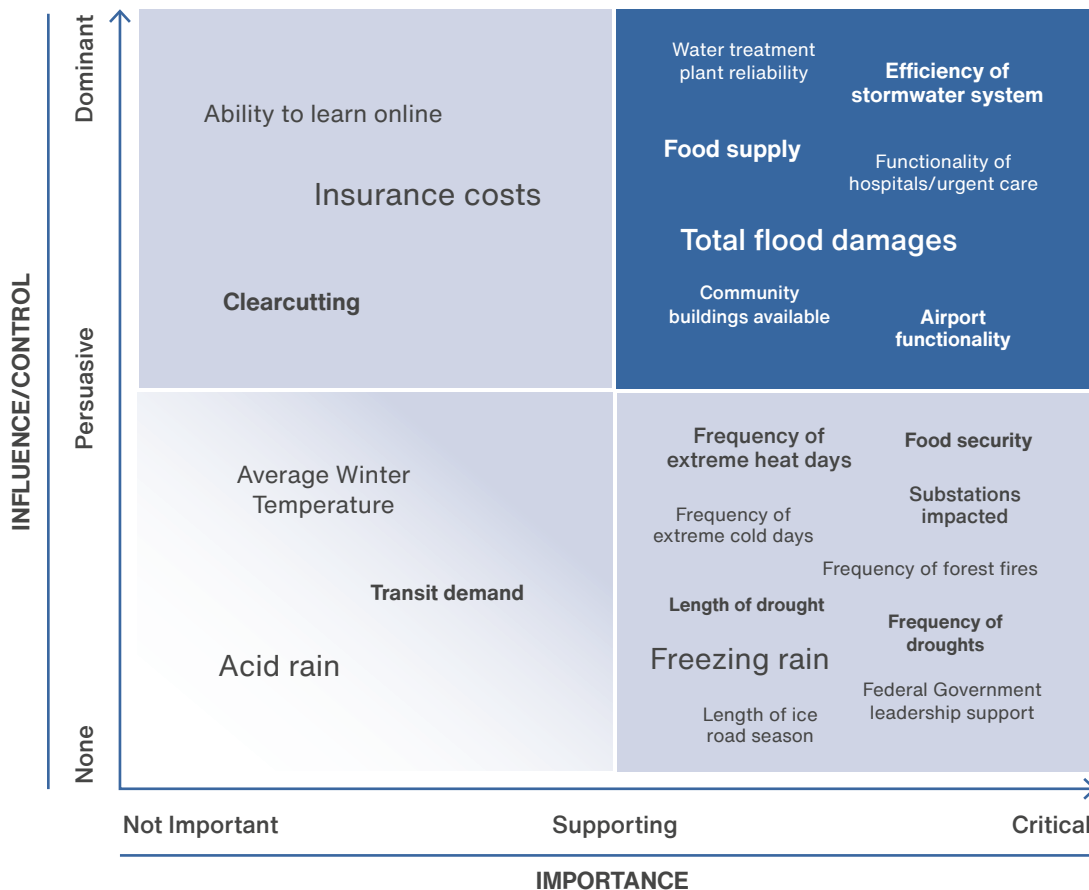 INFLUENCE/CONTROL
Dominant
Persuasive
None
Ability to learn online
Insurance costs
Clearcutting
Water treatment
plant reliability
Efficiency of
stormwater system
Food supply
Functionality of
hospitals/urgent care
Total flood damages
Community
buildings available
Airport
functionality
Average Winter
Temperature
Transit demand
Acid rain
Frequency of
extreme heat days
Food security
Substations
impacted
Frequency of
extreme cold days
Frequency of forest fires
Length of drought
Frequency of
droughts
Freezing rain
Federal Government
leadership support
Length of ice
road season
Not Important
Supporting
Critical
IMPORTANCE